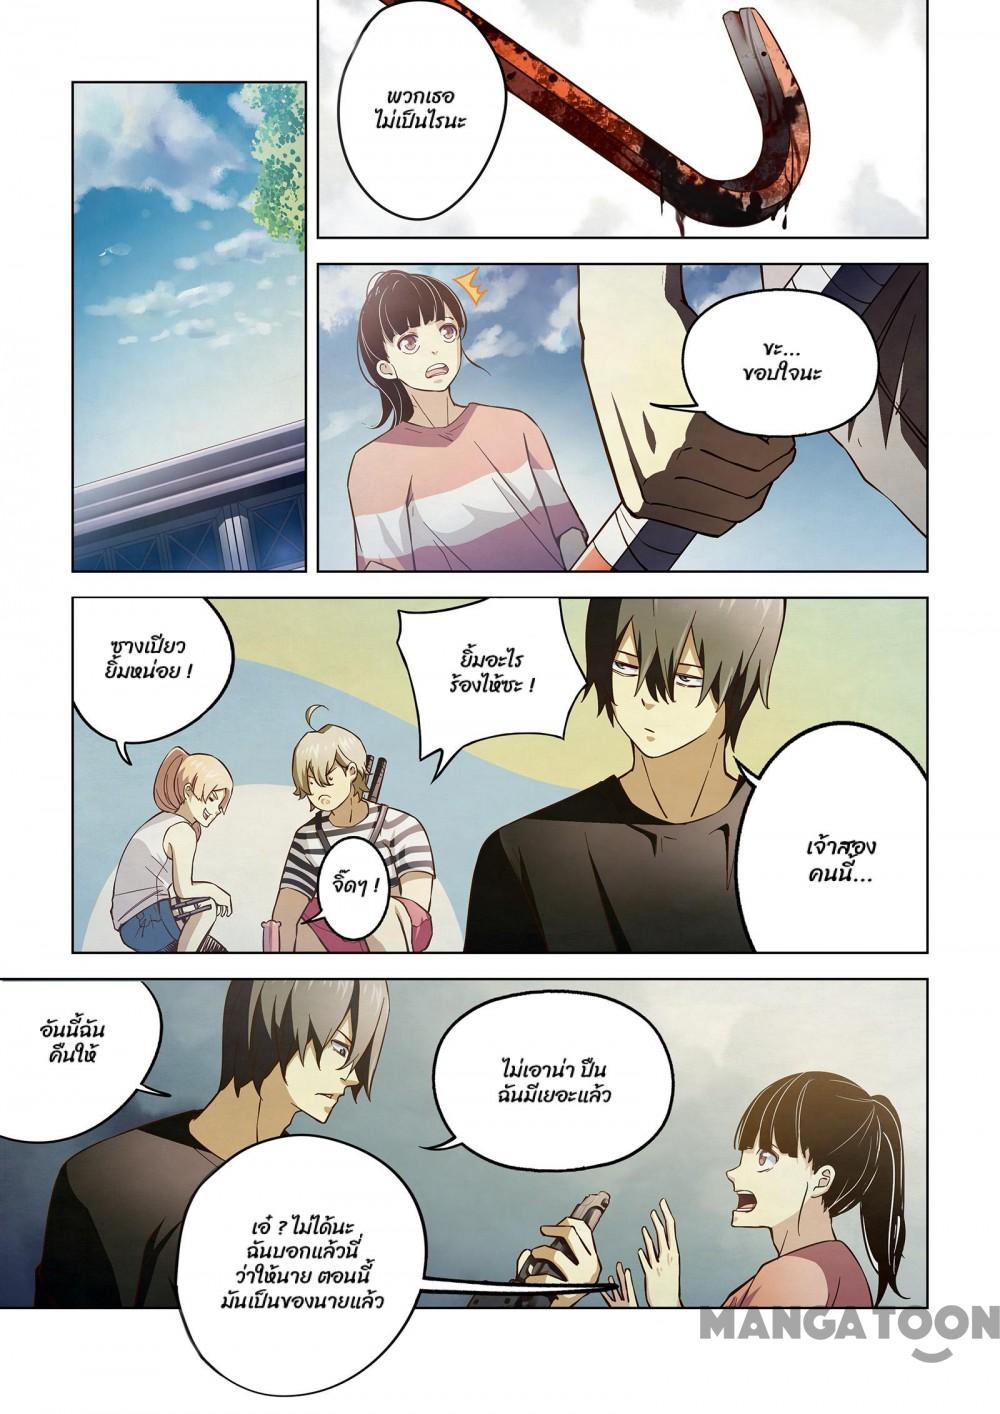 พวกเธอ
ไม่เป็นไรนะ
ขะ...
ขอบใจนะ
ซางเปียว
ยิ้มหน่อย !
ยิ้มอะไร
ร้องไห้ซะ !
จี๊ดๆ !
เจ้าสอง
คนนี้...
อันนี้ฉัน
คืนให้
ไม่เอาน่า ปืน
ฉันมีเยอะแล้ว
เอ๋ ? ไม่ได้นะ
ฉันบอกแล้วนี่
ว่าให้นาย ตอนนี้
มันเป็นของนายแล้ว
MANGATOON